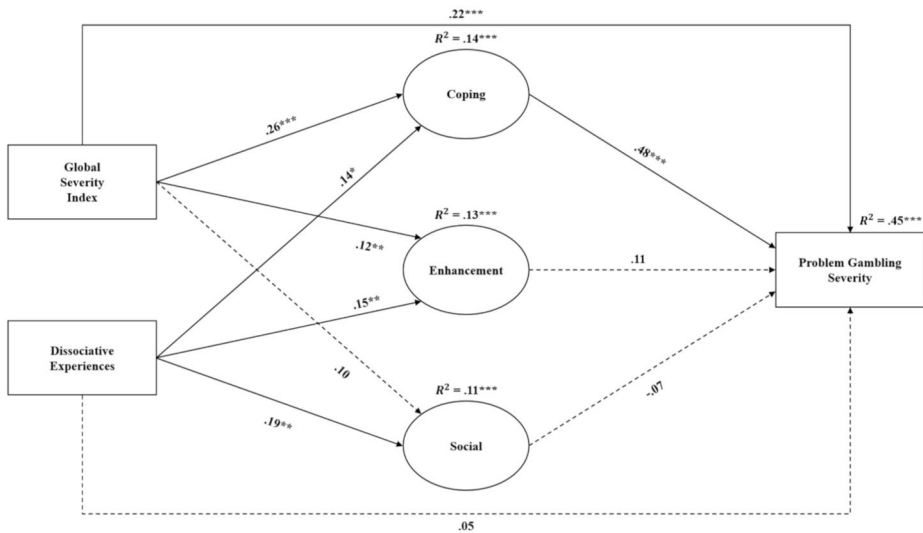 .22***
R² = .14***
Coping
.26***
.48***
Global
Severity
Index
.14*
R² = .13***
R² = .45***
.12**
Enhancement
.11
Problem Gambling
Severity
.15**
Dissociative
Experiences
.10
R² = .11***
-.07
.19**
Social
.05